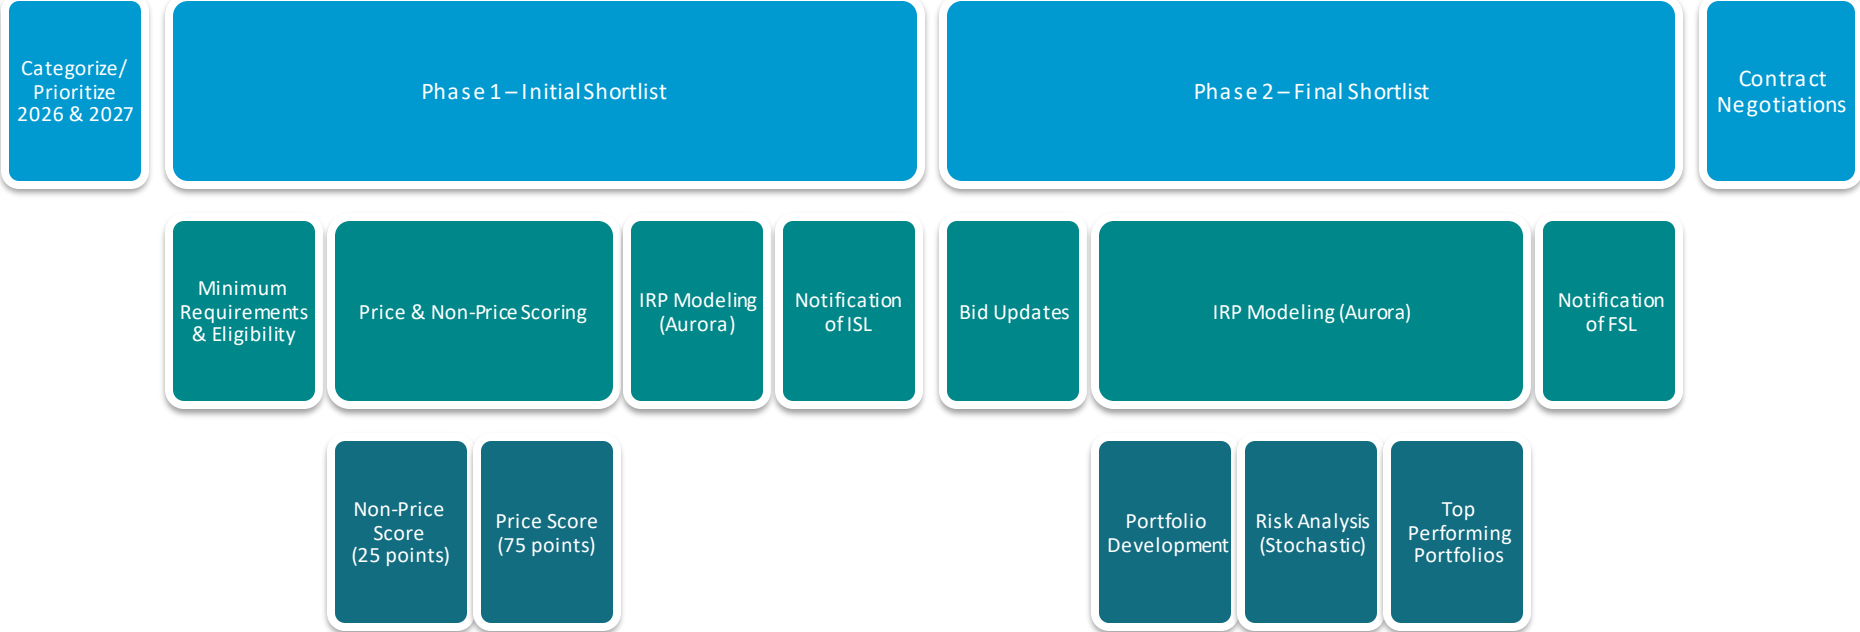 Categorize/
Prioritize
2026 & 2027
Phase 1 – Initial Shortlist
Phase 2 – Final Shortlist
Contract
Negotiations
Minimum
Requirements
& Eligibility
Price & Non-Price Scoring
IRP Modeling
(Aurora)
Notification
of ISL
Bid Updates
IRP Modeling (Aurora)
Notification
of FSL
Non-Price
Score
(25 points)
Price Score
(75 points)
Portfolio
Development
Risk Analysis
(Stochastic)
Top
Performing
Portfolios